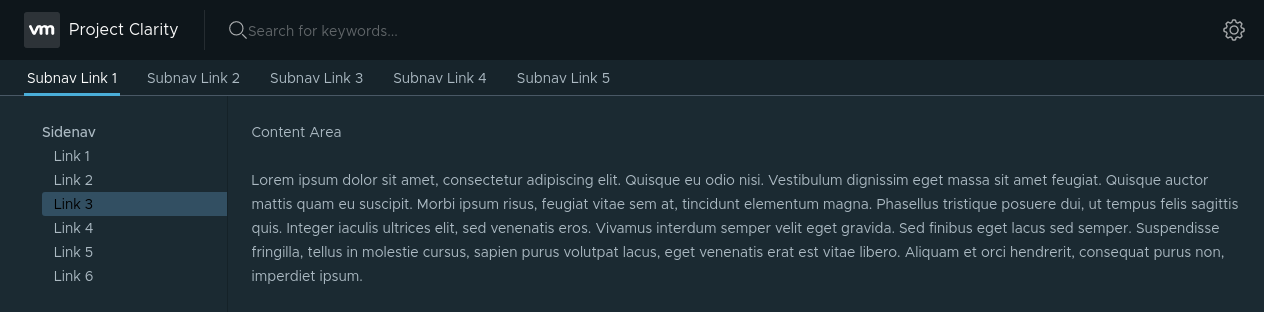 vm Project Clarity Search for keywords...
Subnav Link 1 Subnav Link 2 Subnav Link 3 Subnav Link 4 Subnav Link 5
Sidenav
Link 1
Link 2
Link 3
Link 4
Link 5
Link 6
Content Area
Lorem ipsum dolor sit amet, consectetur adipiscing elit. Quisque eu odio nisi. Vestibulum dignissim eget massa sit amet feugiat. Quisque auctor
mattis quam eu suscipit. Morbi ipsum risus, feugiat vitae sem at, tincidunt elementum magna. Phasellus tristique posuere dui, ut tempus felis sagittis
quis. Integer iaculis ultrices elit, sed venenatis eros. Vivamus interdum semper velit eget gravida. Sed finibus eget lacus sed semper. Suspendisse
fringilla, tellus in molestie cursus, sapien purus volutpat lacus, eget venenatis erat est vitae libero. Aliquam et orci hendrerit, consequat purus non,
imperdiet ipsum.